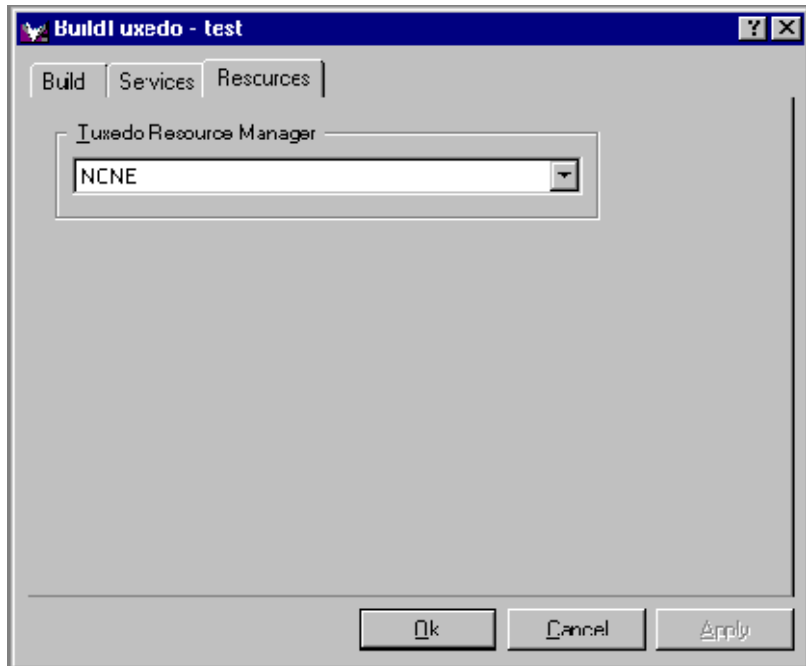 BuildTuxedo - test
Build Services Resources
Tuxedo Resource Manager
NONE
Ok Cancel Apply